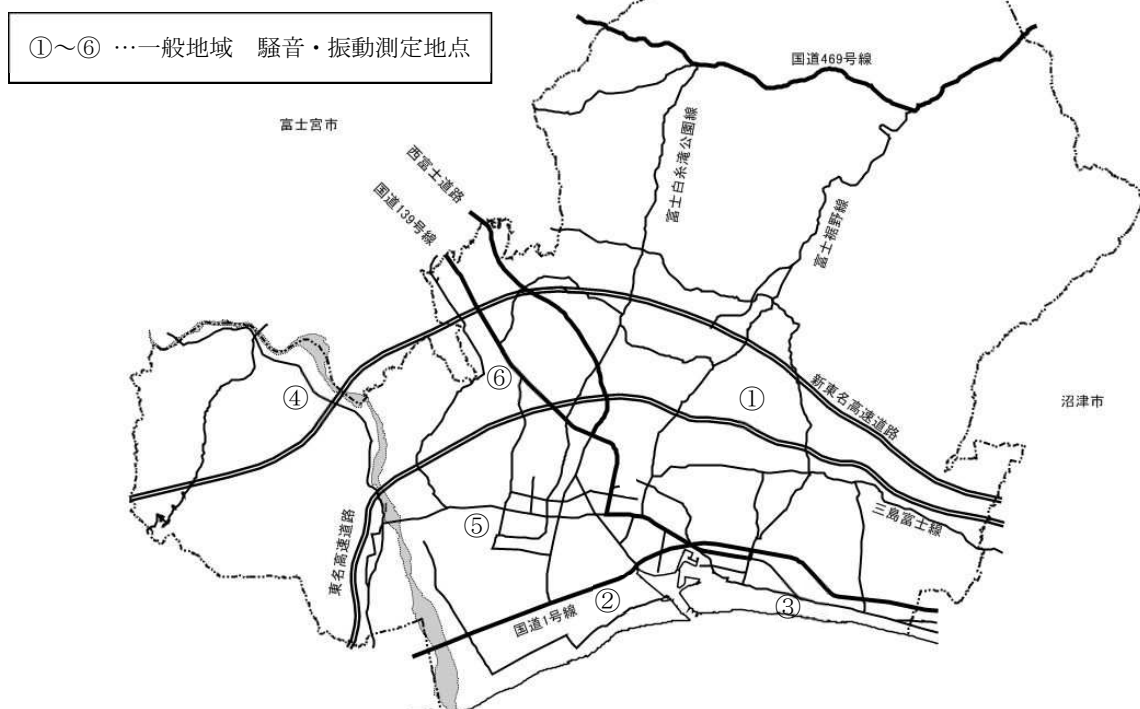 ①～⑥ …一般地域　騒音・振動測定地点
国道469号線
富士宮市
富士白糸滝公園線
西富士道路
国道139号線
富士裾野線
⑥
④
①
新東名高速道路
沼津市
三島富士線
⑤
東名高速道路
②
③
国道1号線